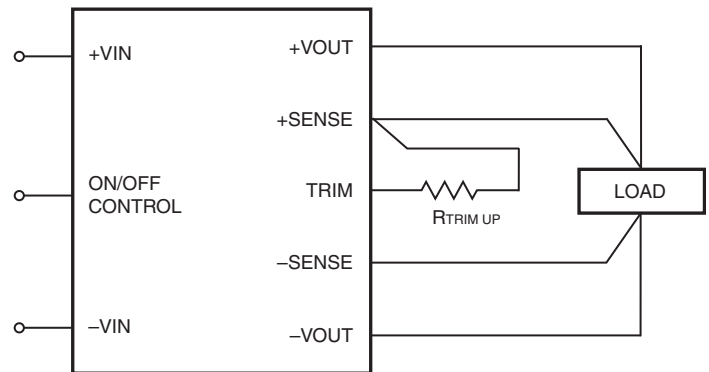 +VIN
ON/OFF
CONTROL
–VIN
+VOUT
+SENSE
TRIM
–SENSE
–VOUT
RTRIM UP
LOAD